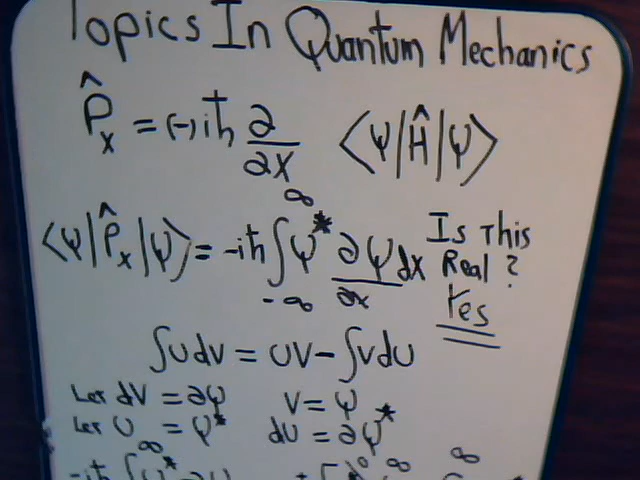 Topics In Quantum Mechanics
P̂ₓ = (-)iħ ∂/∂x ⟨Ψ|Ĥ|Ψ⟩
⟨Ψ|P̂ₓ|Ψ⟩ = -iħ ∫_{-∞}^{∞} Ψ* ∂Ψ/∂x dx Is This Real? Yes
∫UdV = UV - ∫VdU
Let dV = ∂Ψ V = Ψ
Let U = Ψ* dU = ∂Ψ*